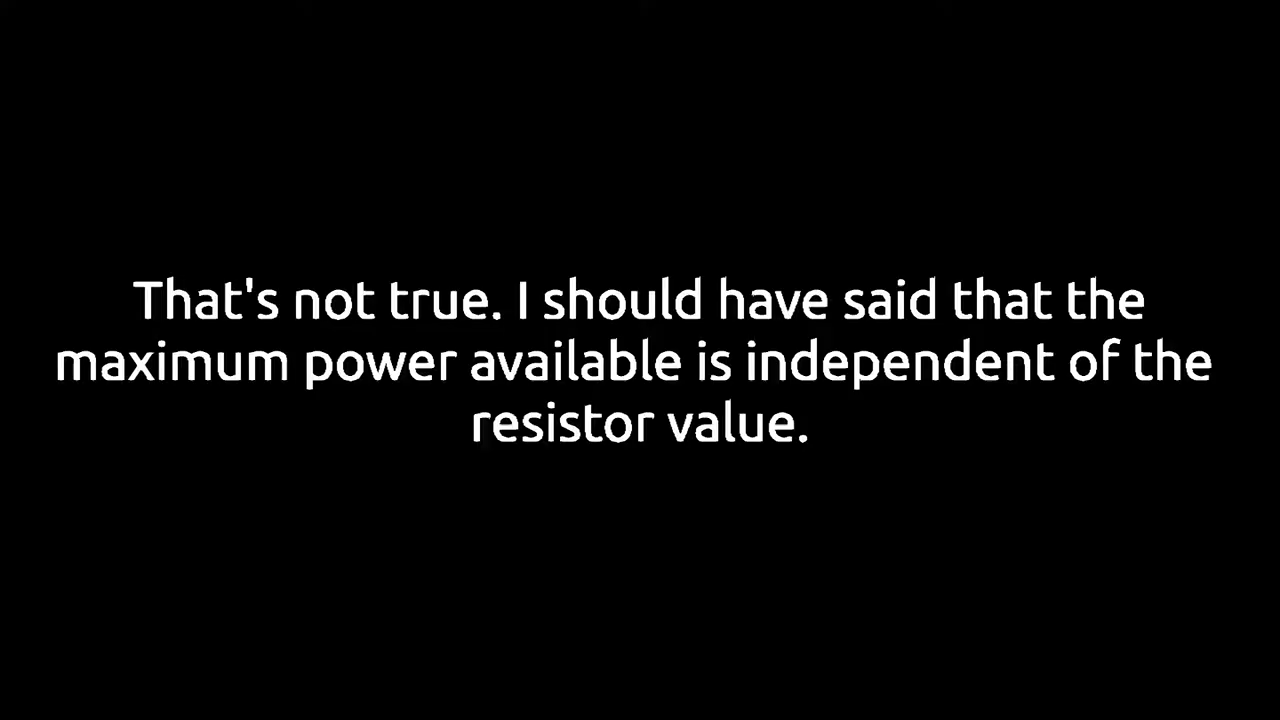 That's not true. I should have said that the
maximum power available is independent of the
resistor value.